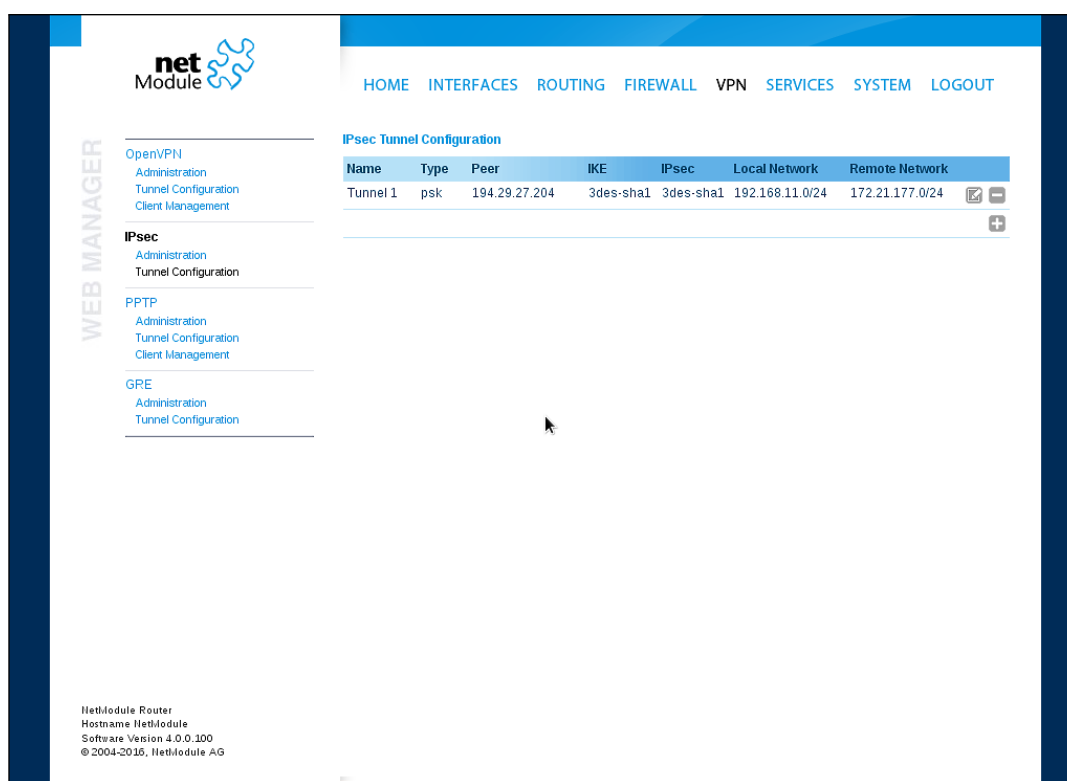 net
Module
HOME INTERFACES ROUTING FIREWALL VPN SERVICES SYSTEM LOGOUT
WEB MANAGER
OpenVPN
Administration
Tunnel Configuration
Client Management
IPsec
Administration
Tunnel Configuration
PPTP
Administration
Tunnel Configuration
Client Management
GRE
Administration
Tunnel Configuration
IPsec Tunnel Configuration
Name Type Peer IKE IPsec Local Network Remote Network
Tunnel 1 psk 194.29.27.204 3des-sha1 3des-sha1 192.168.11.0/24 172.21.177.0/24
NetModule Router
Hostname NetModule
Software Version 4.0.0.100
© 2004-2016, NetModule AG